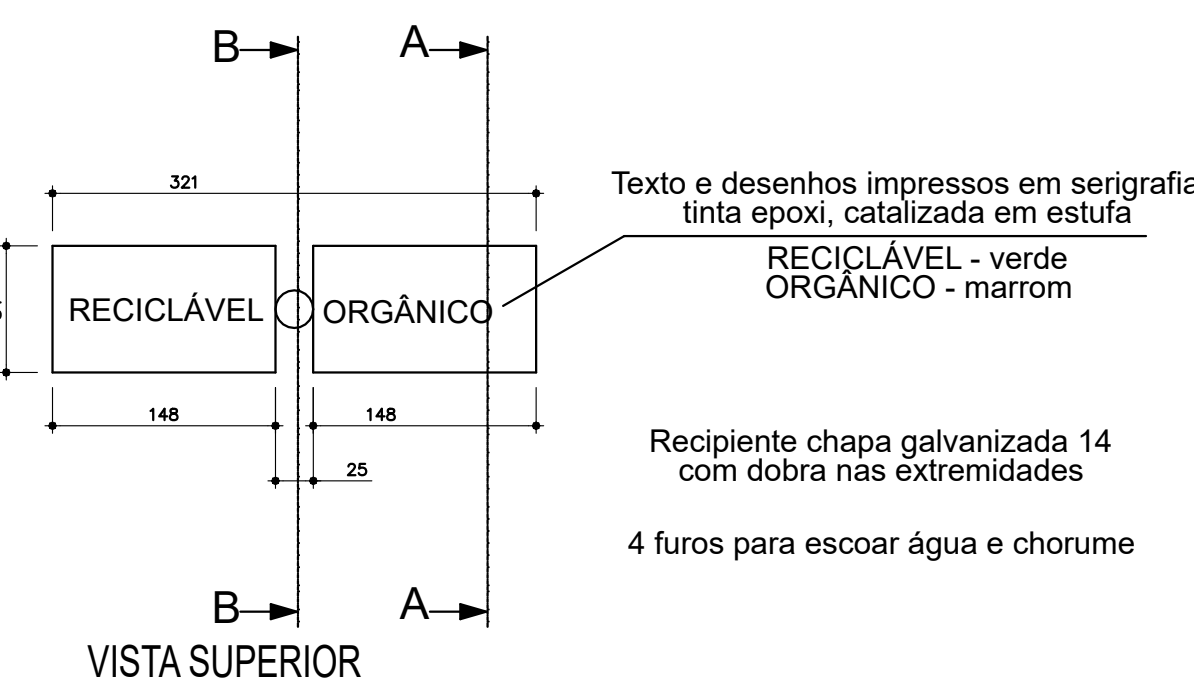 B
A
321
Texto e desenhos impressos em serigrafia
tinta epoxi, catalizada em estufa
RECICLÁVEL - verde
ORGÂNICO - marrom
RECICLÁVEL
ORGÂNICO
148
148
25
Recipiente chapa galvanizada 14
com dobra nas extremidades
4 furos para escoar água e chorume
B
A
VISTA SUPERIOR